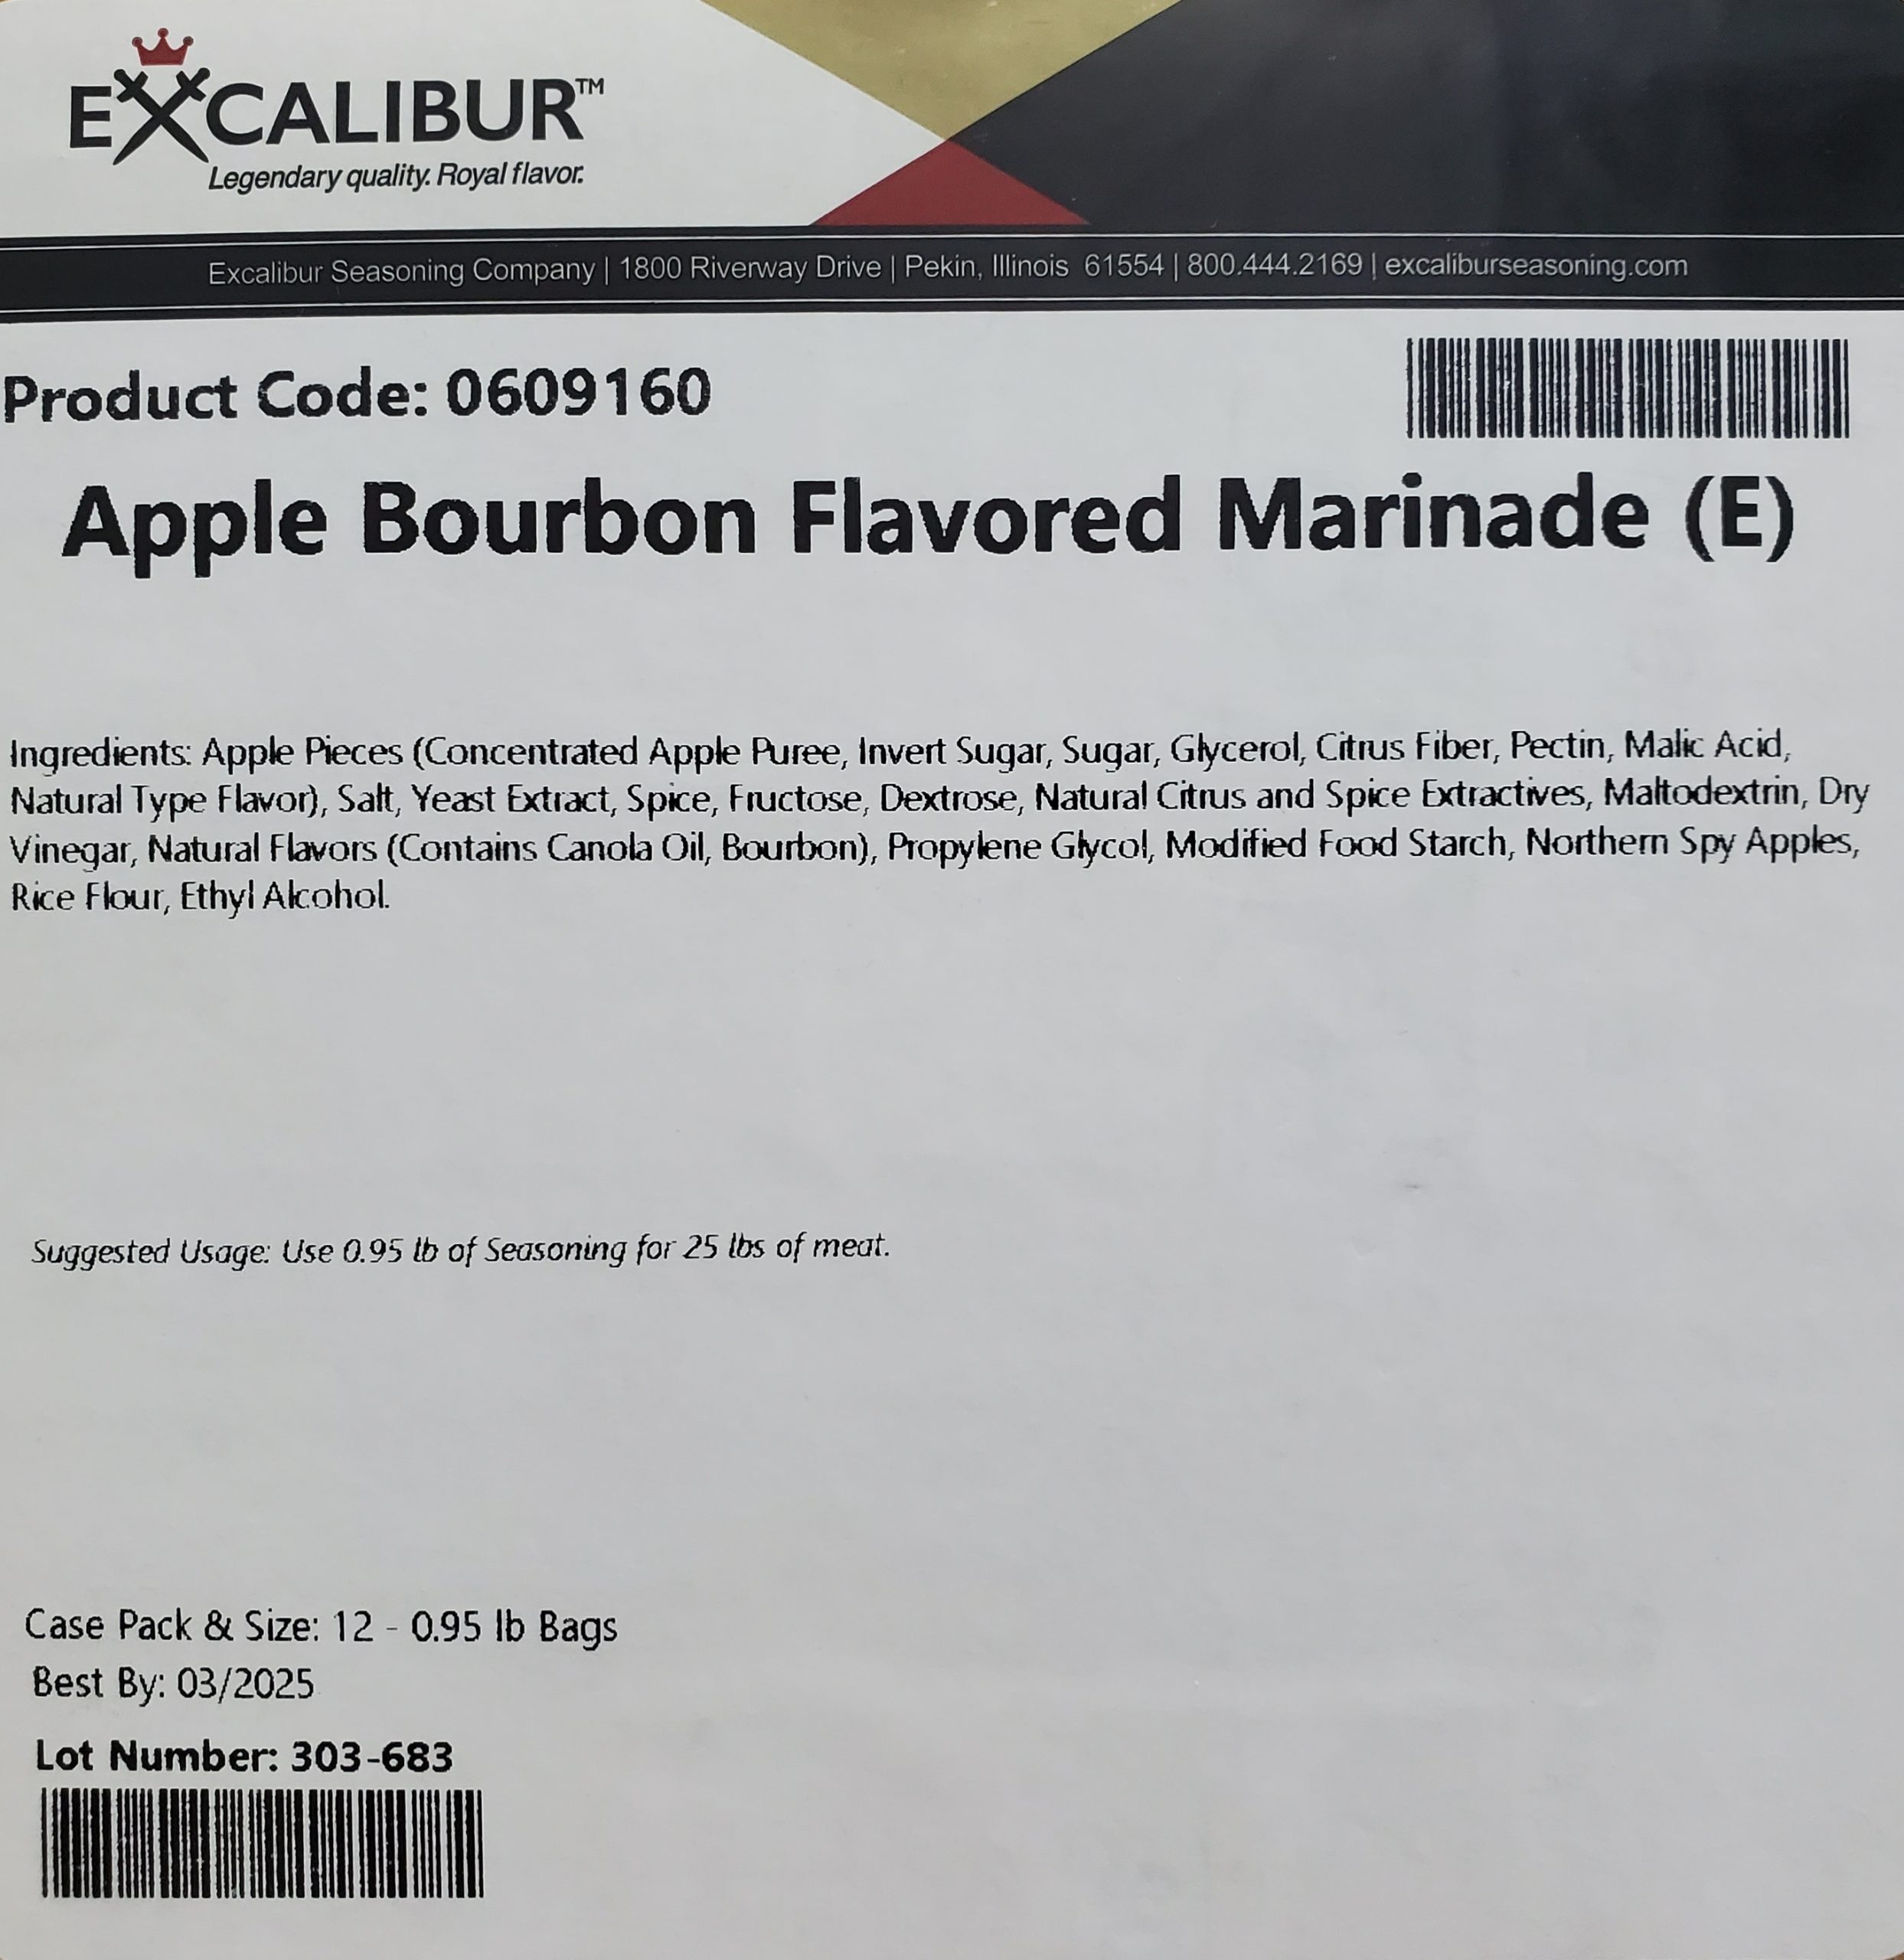 EXCALIBUR™
Legendary quality. Royal flavor.
Excalibur Seasoning Company | 1800 Riverway Drive | Pekin, Illinois 61554 | 800.444.2169 | excaliburseasoning.com
Product Code: 0609160
Apple Bourbon Flavored Marinade (E)
Ingredients: Apple Pieces (Concentrated Apple Puree, Invert Sugar, Sugar, Glycerol, Citrus Fiber, Pectin, Malic Acid,
Natural Type Flavor), Salt, Yeast Extract, Spice, Fructose, Dextrose, Natural Citrus and Spice Extractives, Maltodextrin, Dry
Vinegar, Natural Flavors (Contains Canola Oil, Bourbon), Propylene Glycol, Modified Food Starch, Northern Spy Apples,
Rice Flour, Ethyl Alcohol.
Suggested Usage: Use 0.95 lb of Seasoning for 25 lbs of meat.
Case Pack & Size: 12 - 0.95 lb Bags
Best By: 03/2025
Lot Number: 303-683